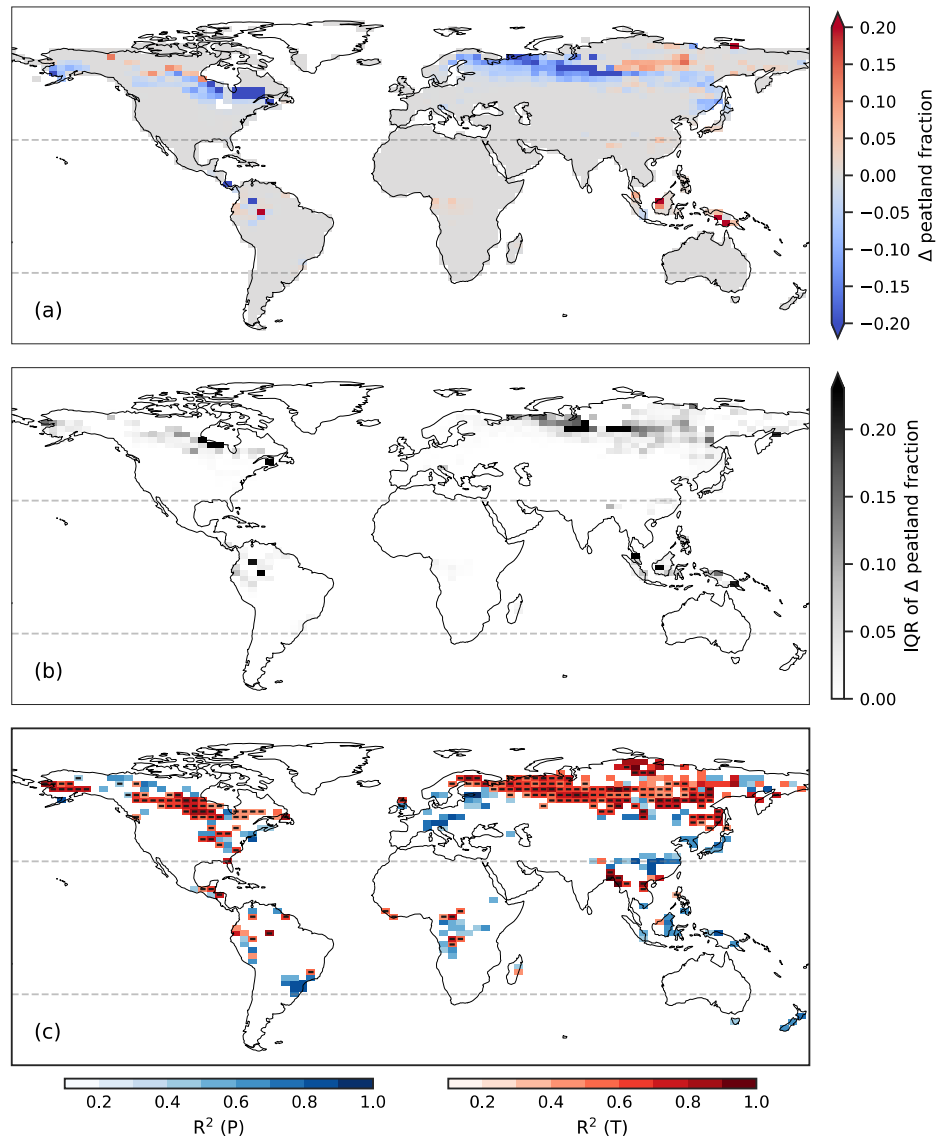 (a)
0.20
0.15
0.10
0.05
0.00
−0.05
−0.10
−0.15
−0.20
Δ peatland fraction
(b)
0.20
0.15
0.10
0.05
0.00
IQR of Δ peatland fraction
(c)
0.2 0.4 0.6 0.8 1.0
R² (P)
0.2 0.4 0.6 0.8 1.0
R² (T)